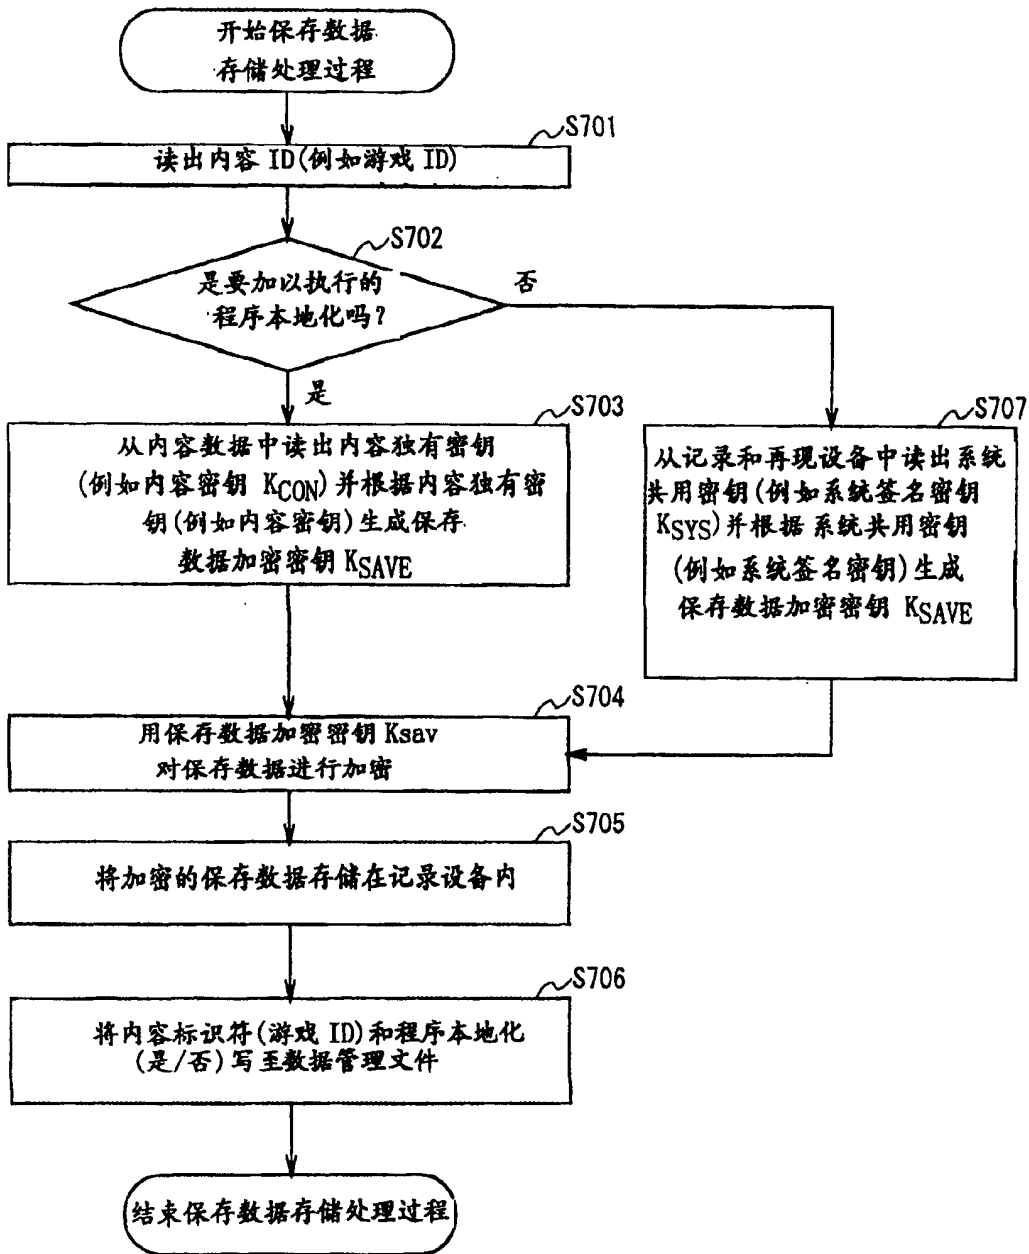 开始保存数据
存储处理过程
S701
读出内容 ID(例如游戏 ID)
S702
是要加以执行的
程序本地化吗?
否
是
S703
从内容数据中读出内容独有密钥
(例如内容密钥 KCON)并根据内容独有密
钥(例如内容密钥)生成保存
数据加密密钥 KSAVE
S707
从记录和再现设备中读出系统
共用密钥(例如系统签名密钥
KSYS)并根据 系统共用密钥
(例如系统签名密钥)生成
保存数据加密密钥 KSAVE
S704
用保存数据加密密钥 Ksav
对保存数据进行加密
S705
将加密的保存数据存储在记录设备内
S706
将内容标识符(游戏 ID)和程序本地化
(是/否)写至数据管理文件
结束保存数据存储处理过程